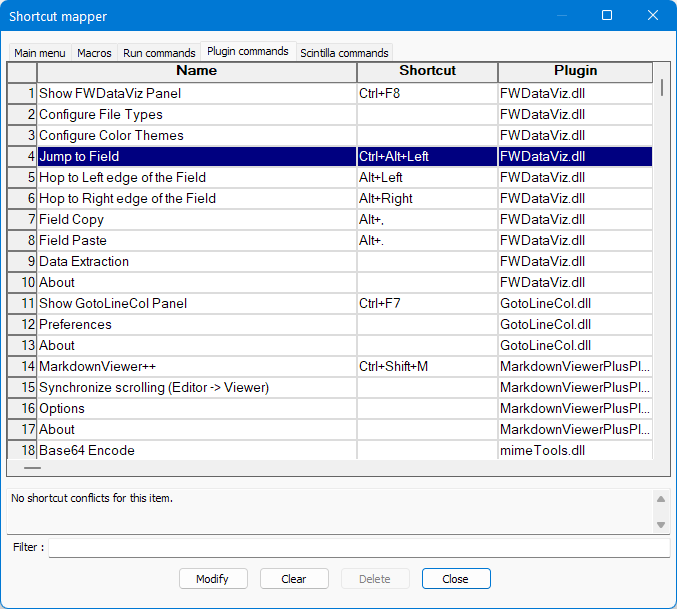 Shortcut mapper
Main menu Macros Run commands Plugin commands Scintilla commands
Name Shortcut Plugin
1 Show FWDataViz Panel Ctrl+F8 FWDataViz.dll
2 Configure File Types FWDataViz.dll
3 Configure Color Themes FWDataViz.dll
4 Jump to Field Ctrl+Alt+Left FWDataViz.dll
5 Hop to Left edge of the Field Alt+Left FWDataViz.dll
6 Hop to Right edge of the Field Alt+Right FWDataViz.dll
7 Field Copy Alt+, FWDataViz.dll
8 Field Paste Alt+. FWDataViz.dll
9 Data Extraction FWDataViz.dll
10 About FWDataViz.dll
11 Show GotoLineCol Panel Ctrl+F7 GotoLineCol.dll
12 Preferences GotoLineCol.dll
13 About GotoLineCol.dll
14 MarkdownViewer++ Ctrl+Shift+M MarkdownViewerPlusPl...
15 Synchronize scrolling (Editor -> Viewer) MarkdownViewerPlusPl...
16 Options MarkdownViewerPlusPl...
17 About MarkdownViewerPlusPl...
18 Base64 Encode mimeTools.dll
No shortcut conflicts for this item.
Filter :
Modify Clear Delete Close